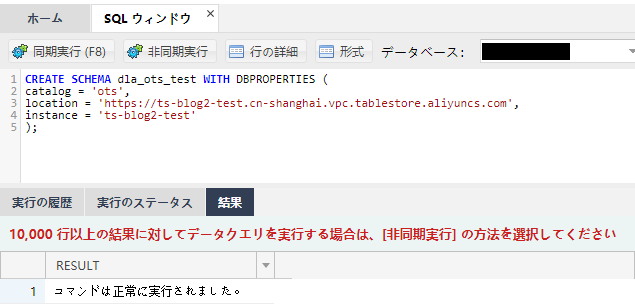 ホーム
SQL ウィンドウ
同期実行 (F8)
非同期実行
行の詳細
形式
データベース:
1 CREATE SCHEMA dla_ots_test WITH DBPROPERTIES (
2 catalog = 'ots',
3 location = 'https://ts-blog2-test.cn-shanghai.vpc.tablestore.aliyuncs.com',
4 instance = 'ts-blog2-test'
5 );
実行の履歴
実行のステータス
結果
10,000 行以上の結果に対してデータクエリを実行する場合は、[非同期実行] の方法を選択してください
RESULT
1 コマンドは正常に実行されました。